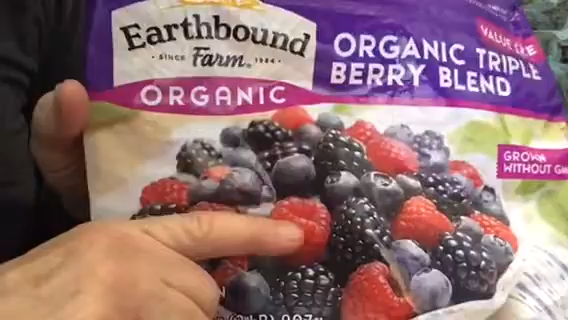 Earthbound
SINCE Farm 1984
ORGANIC
ORGANIC TRIPLE
BERRY BLEND
VALUE
GROWN
WITHOUT